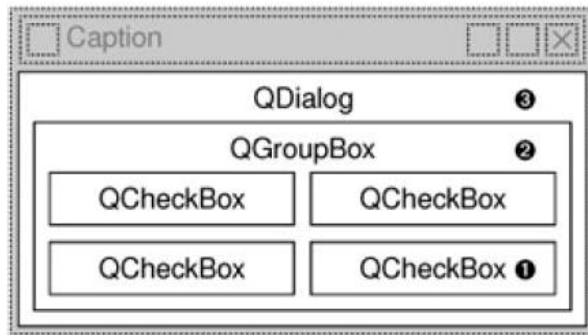 Caption
QDialog ❸
QGroupBox ❷
QCheckBox QCheckBox
QCheckBox QCheckBox ❶